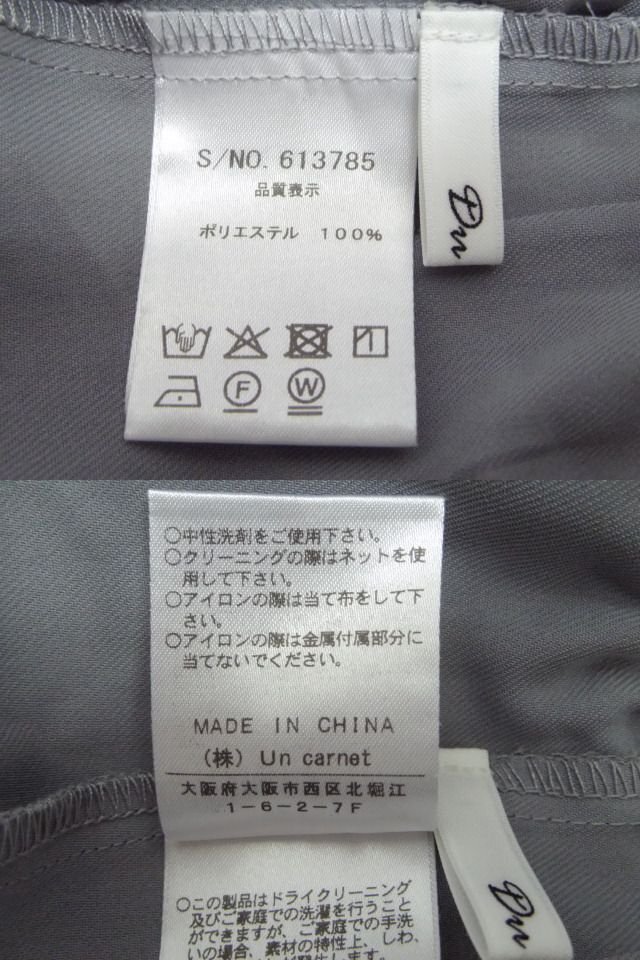 S/NO. 613785
品質表示
ポリエステル 100%
F
W
○中性洗剤をご使用下さい。
○クリーニングの際はネットを使
用して下さい。
○アイロンの際は当て布をして下
さい。
○アイロンの際は金属付属部分に
当てないでください。
MADE IN CHINA
(株) Un carnet
大阪府大阪市西区北堀江
1-6-2-7F
○この製品はドライクリーニング
及びご家庭での洗濯を行うこと
ができますが、ご家庭での手洗
いの場合、素材の特性上、しわ、